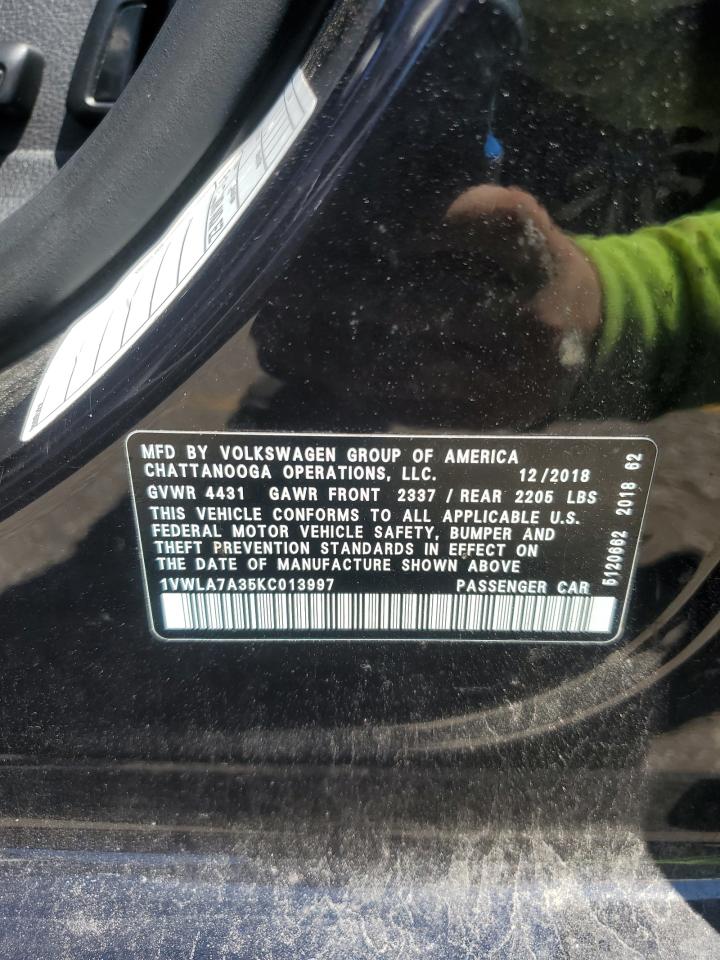 MFD BY VOLKSWAGEN GROUP OF AMERICA
CHATTANOOGA OPERATIONS, LLC. 12/2018
GVWR 4431 GAWR FRONT 2337 / REAR 2205 LBS
THIS VEHICLE CONFORMS TO ALL APPLICABLE U.S.
FEDERAL MOTOR VEHICLE SAFETY, BUMPER AND
THEFT PREVENTION STANDARDS IN EFFECT ON
THE DATE OF MANUFACTURE SHOWN ABOVE
1VWLA7A35KC013997 PASSENGER CAR
5120662 2018 62